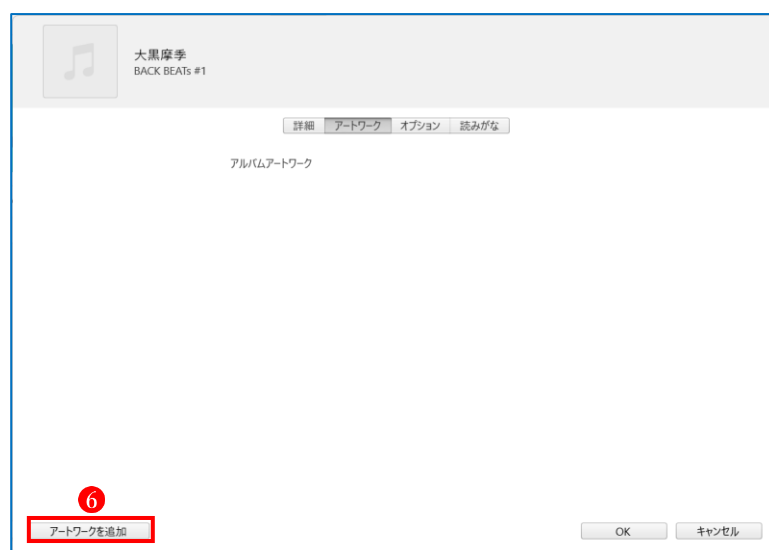 大黒摩季
BACK BEATs #1
詳細 アートワーク オプション 読みがな
アルバムアートワーク
6
アートワークを追加 OK キャンセル